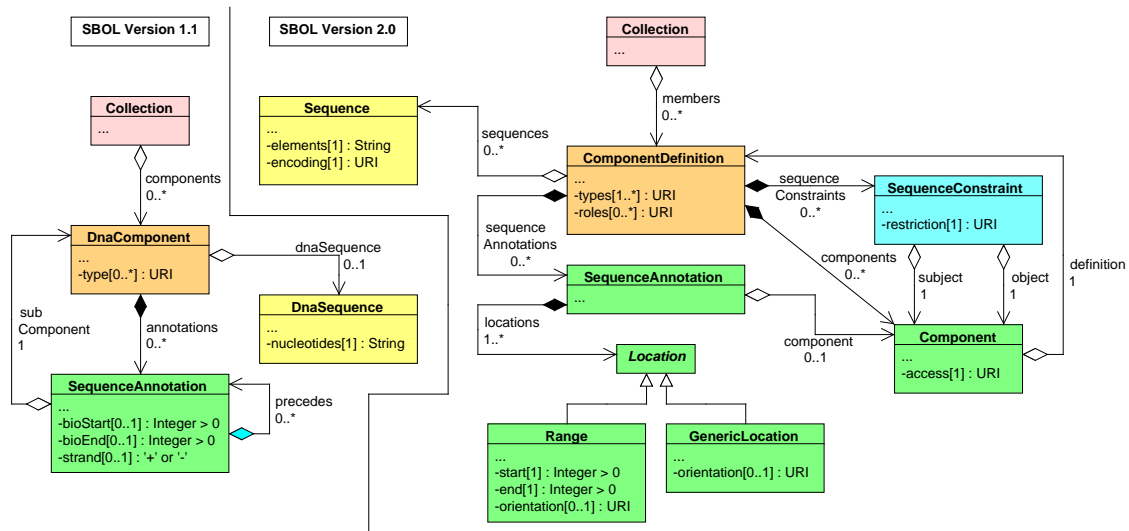 SBOL Version 1.1
SBOL Version 2.0
Collection
...
components
0..*
DnaComponent
...
-type[0..*] : URI
dnaSequence
0..1
DnaSequence
...
-nucleotides[1] : String
sub
Component
1
annotations
0..*
SequenceAnnotation
...
-bioStart[0..1] : Integer > 0
-bioEnd[0..1] : Integer > 0
-strand[0..1] : '+' or '-'
precedes
0..*
Collection
...
members
0..*
Sequence
...
-elements[1] : String
-encoding[1] : URI
sequences
0..*
ComponentDefinition
...
-types[1..*] : URI
-roles[0..*] : URI
sequence
Constraints
0..*
SequenceConstraint
...
-restriction[1] : URI
sequence
Annotations
0..*
components
0..*
subject
1
object
1
definition
1
SequenceAnnotation
...
locations
1..*
component
0..1
Component
...
-access[1] : URI
Location
Range
...
-start[1] : Integer > 0
-end[1] : Integer > 0
-orientation[0..1] : URI
GenericLocation
...
-orientation[0..1] : URI